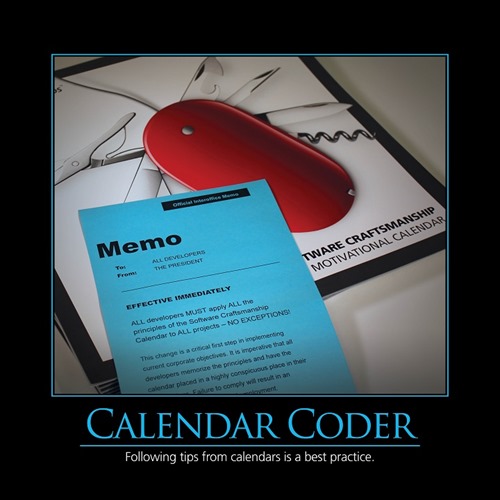 Official Interoffice Memo
Memo
To: ALL DEVELOPERS
From: THE PRESIDENT
EFFECTIVE IMMEDIATELY
ALL developers MUST apply ALL the
principles of the Software Craftsmanship
Calendar to ALL projects – NO EXCEPTIONS!
This change is a critical first step in implementing
current corporate objectives. It is imperative that all
developers memorize the principles and have the
calendar placed in a highly conspicuous place in their
Failure to comply will result in an
TWARE CRAFTSMANSHIP
MOTIVATIONAL CALENDAR
CALENDAR CODER
Following tips from calendars is a best practice.